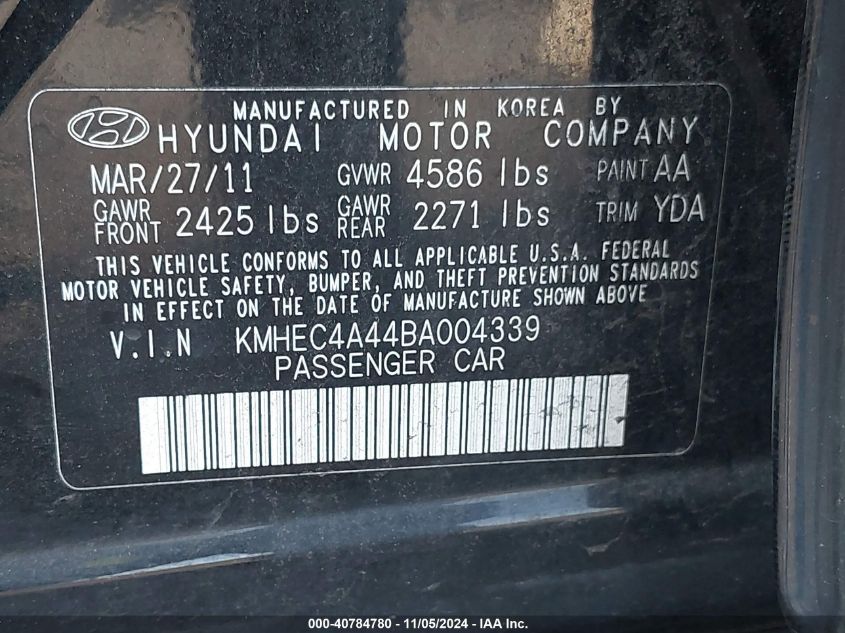 MANUFACTURED IN KOREA BY
HYUNDAI MOTOR COMPANY
MAR/27/11 GVWR 4586 lbs PAINT AA
GAWR FRONT 2425 lbs GAWR REAR 2271 lbs TRIM YDA
THIS VEHICLE CONFORMS TO ALL APPLICABLE U.S.A. FEDERAL
MOTOR VEHICLE SAFETY, BUMPER, AND THEFT PREVENTION STANDARDS
IN EFFECT ON THE DATE OF MANUFACTURE SHOWN ABOVE
V.I.N KMHEC4A44BA004339
PASSENGER CAR
000-40784780 - 11/05/2024 - IAA Inc.